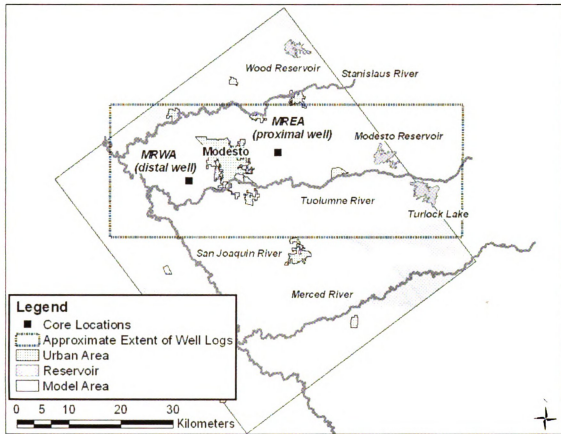 Wood Reservoir
Stanislaus River
MREA
(proximal well)
Modesto Reservoir
MRWA
(distal well)
Modesto
Tuolumne River
Turlock Lake
San Joaquin River
Merced River
Legend
Core Locations
Approximate Extent of Well Logs
Urban Area
Reservoir
Model Area
0 5 10 20 30
Kilometers